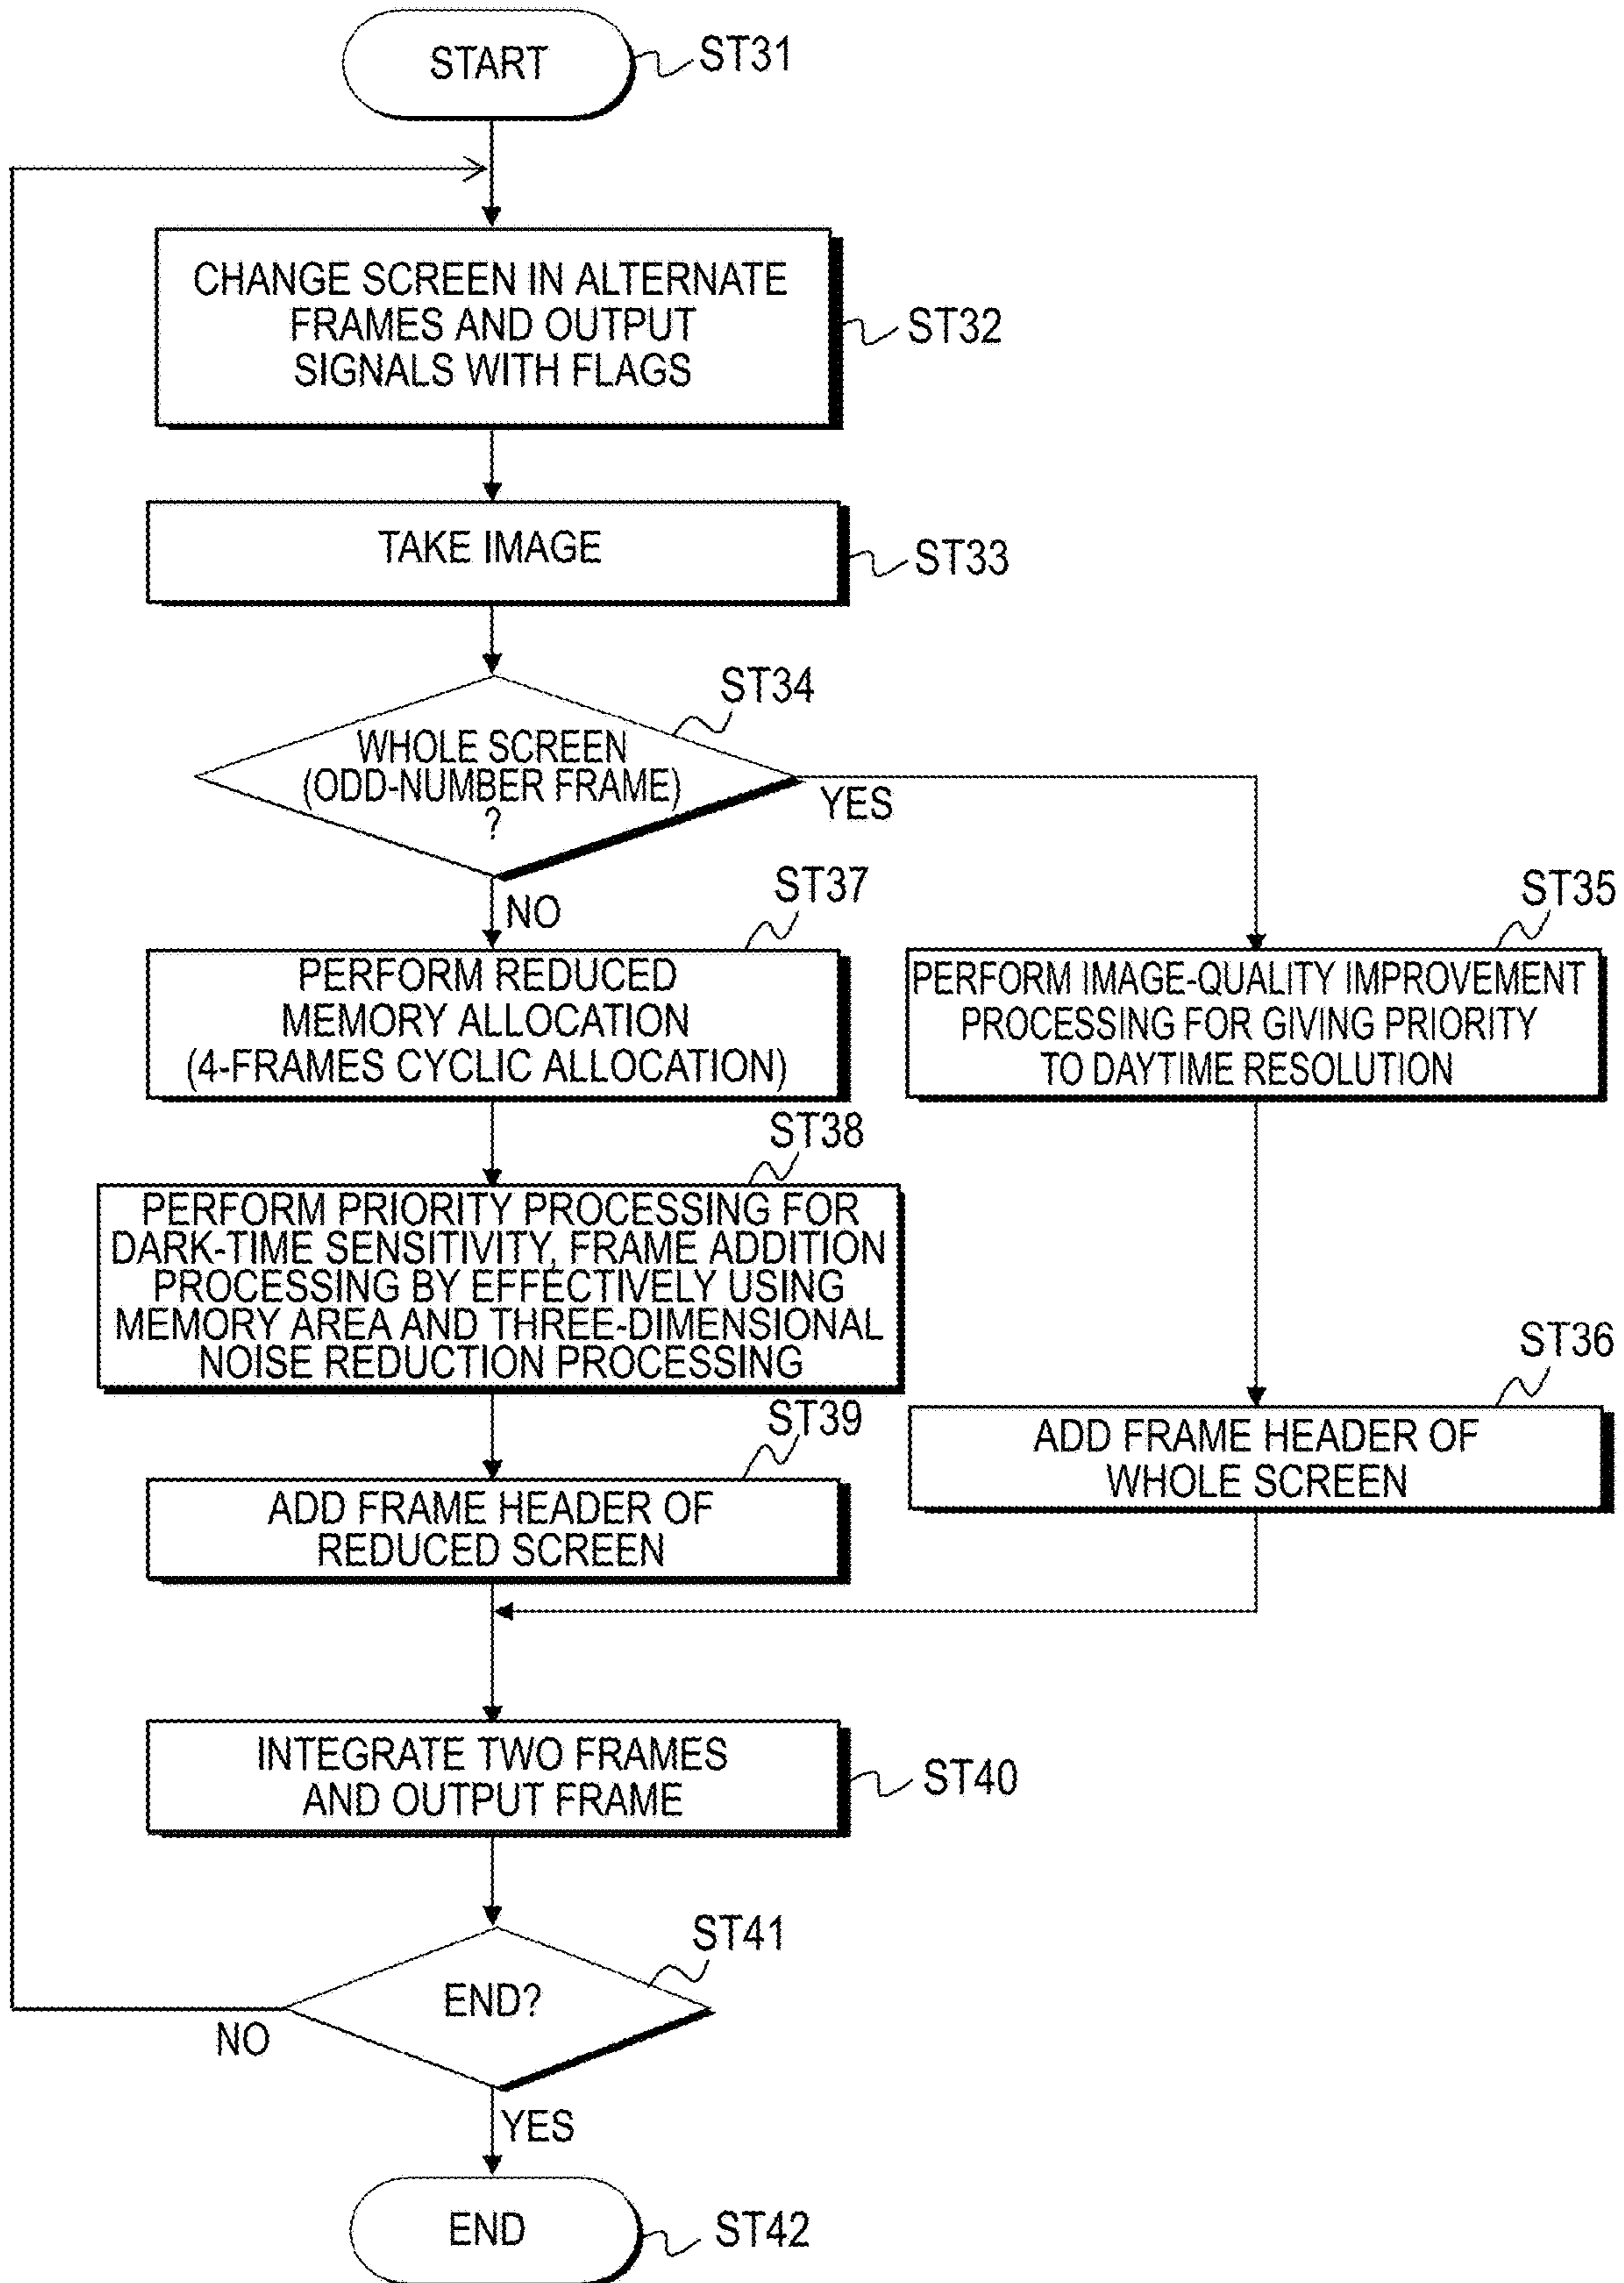 START
ST31
CHANGE SCREEN IN ALTERNATE
FRAMES AND OUTPUT
SIGNALS WITH FLAGS
ST32
TAKE IMAGE
ST33
ST34
WHOLE SCREEN
(ODD-NUMBER FRAME)
?
YES
NO
ST37
PERFORM REDUCED
MEMORY ALLOCATION
(4-FRAMES CYCLIC ALLOCATION)
ST35
PERFORM IMAGE-QUALITY IMPROVEMENT
PROCESSING FOR GIVING PRIORITY
TO DAYTIME RESOLUTION
ST38
PERFORM PRIORITY PROCESSING FOR
DARK-TIME SENSITIVITY, FRAME ADDITION
PROCESSING BY EFFECTIVELY USING
MEMORY AREA AND THREE-DIMENSIONAL
NOISE REDUCTION PROCESSING
ST36
ADD FRAME HEADER OF
WHOLE SCREEN
ST39
ADD FRAME HEADER OF
REDUCED SCREEN
INTEGRATE TWO FRAMES
AND OUTPUT FRAME
ST40
ST41
END?
NO
YES
END
ST42